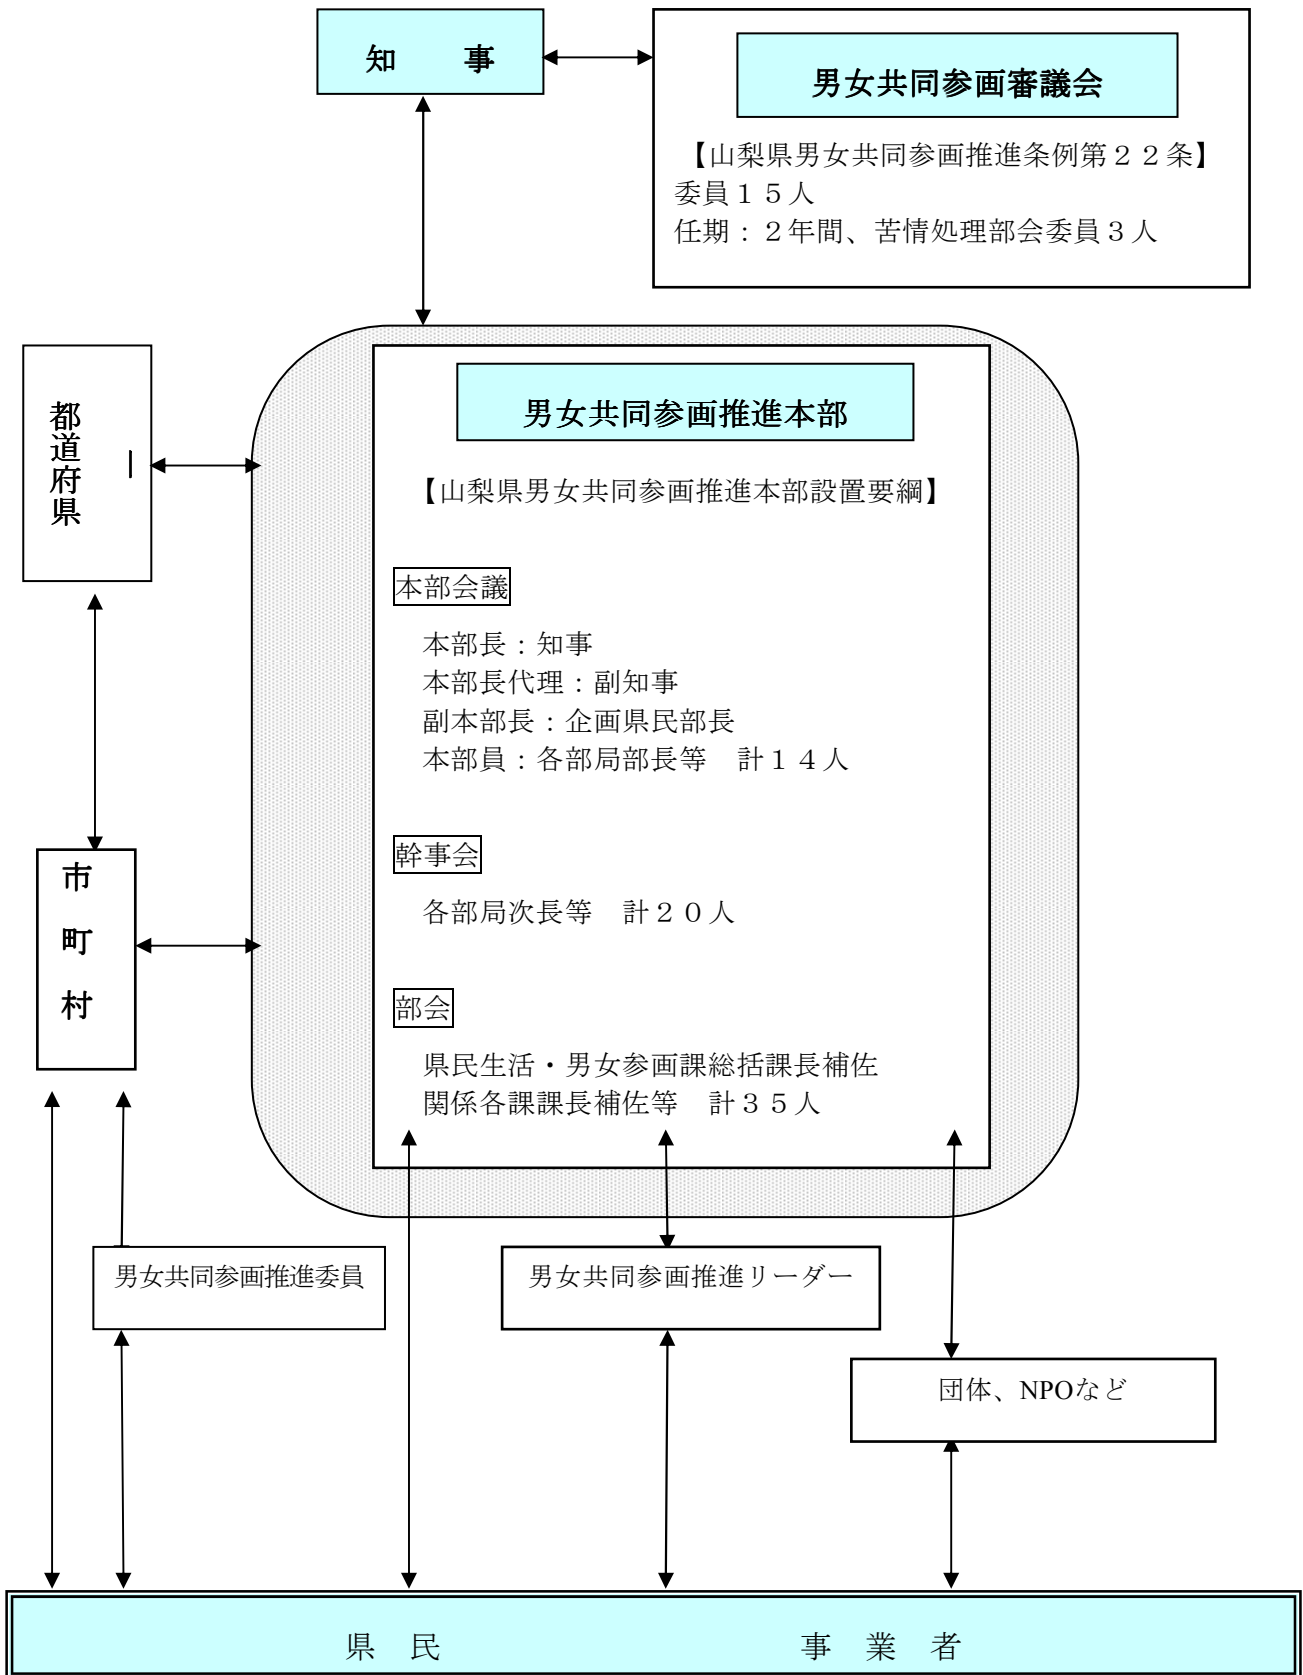 知　　事
男女共同参画審議会
【山梨県男女共同参画推進条例第２２条】
委員１５人
任期：２年間、苦情処理部会委員３人
都道府県
ー
男女共同参画推進本部
【山梨県男女共同参画推進本部設置要綱】
本部会議
本部長：知事
本部長代理：副知事
副本部長：企画県民部長
本部員：各部局部長等　計１４人
幹事会
各部局次長等　計２０人
部会
県民生活・男女参画課総括課長補佐
関係各課課長補佐等　計３５人
市町村
男女共同参画推進委員
男女共同参画推進リーダー
団体、NPOなど
県　民　　　　　　　　　　　事　業　者